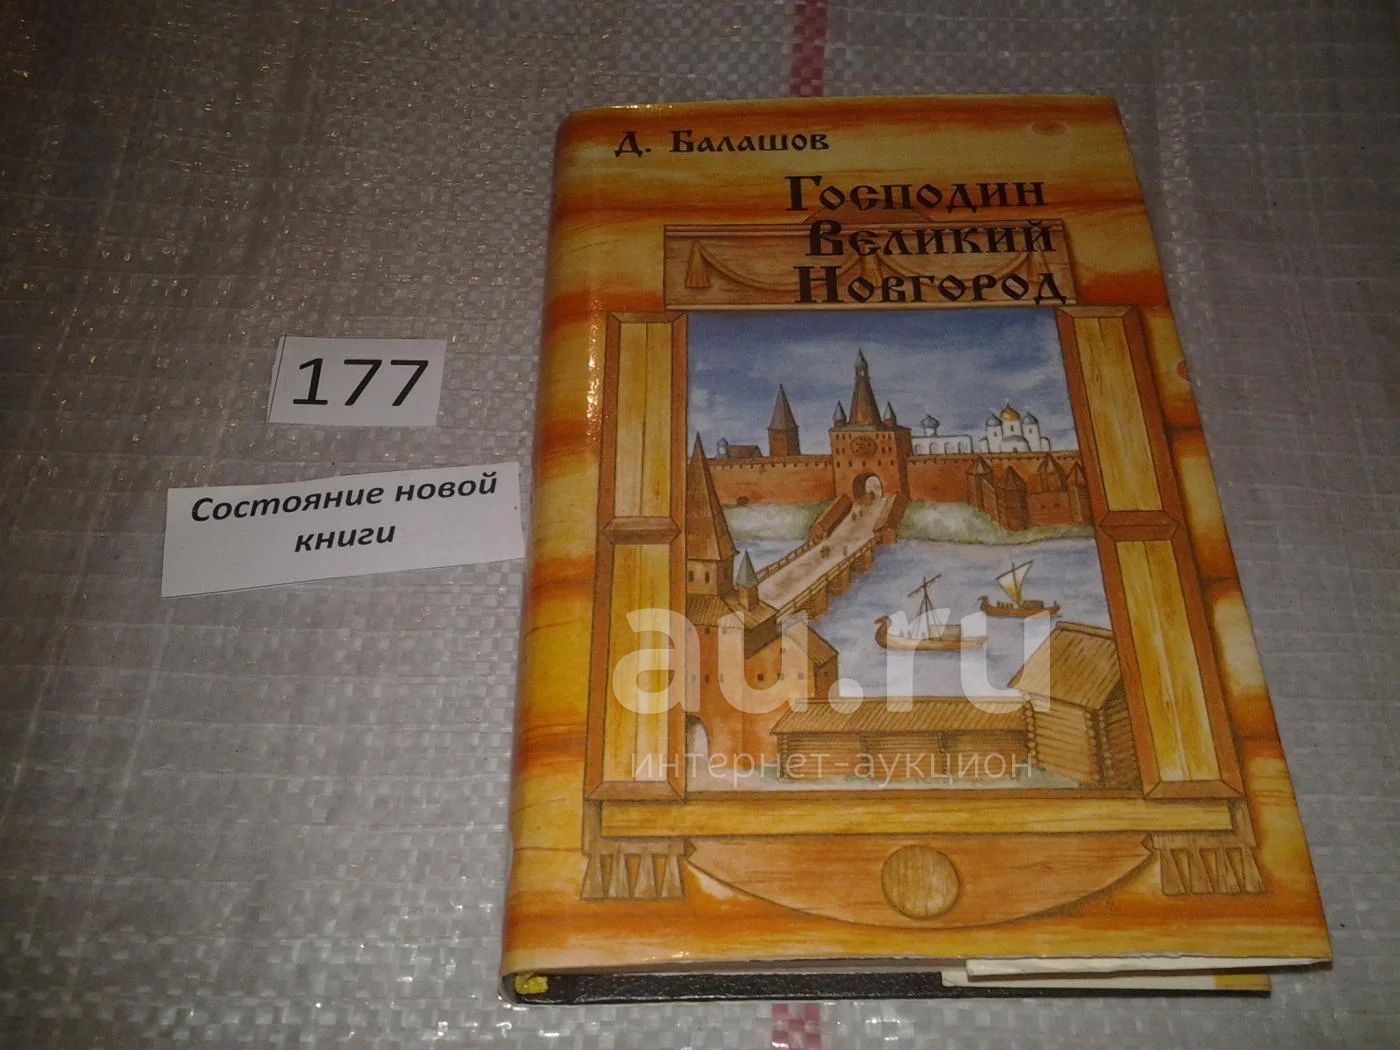 Д. Балашов
Господин
Великий
Новгород
177
Состояние новой
книги
au.ru
интернет-аукцион